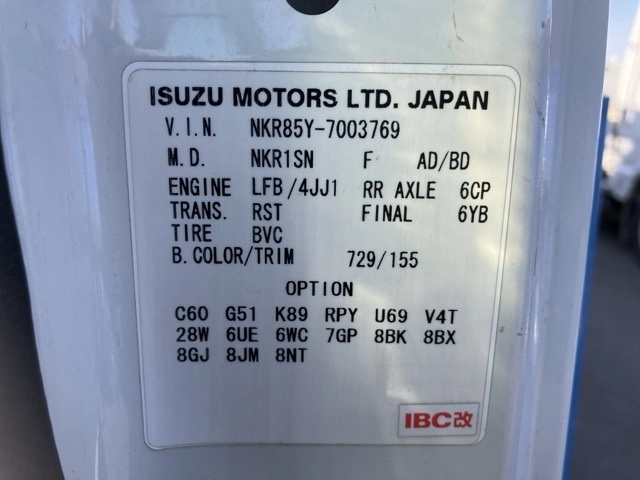 ISUZU MOTORS LTD. JAPAN
V.I.N. NKR85Y-7003769
M.D. NKR1SN F AD/BD
ENGINE LFB/4JJ1 RR AXLE 6CP
TRANS. RST FINAL 6YB
TIRE BVC
B.COLOR/TRIM 729/155
OPTION
C60 G51 K89 RPY U69 V4T
28W 6UE 6WC 7GP 8BK 8BX
8GJ 8JM 8NT
IBC改